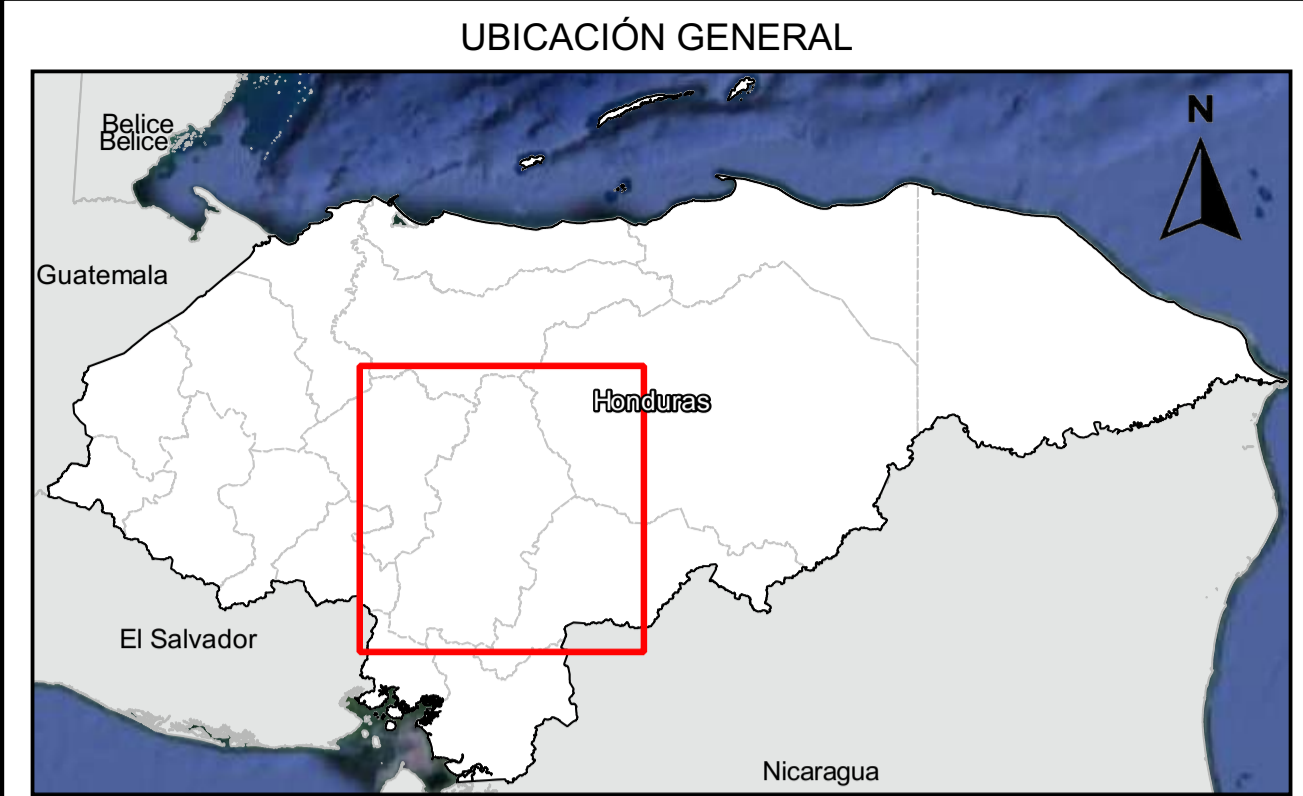 UBICACIÓN GENERAL
Belice
Belice
N
Guatemala
Honduras
El Salvador
Nicaragua